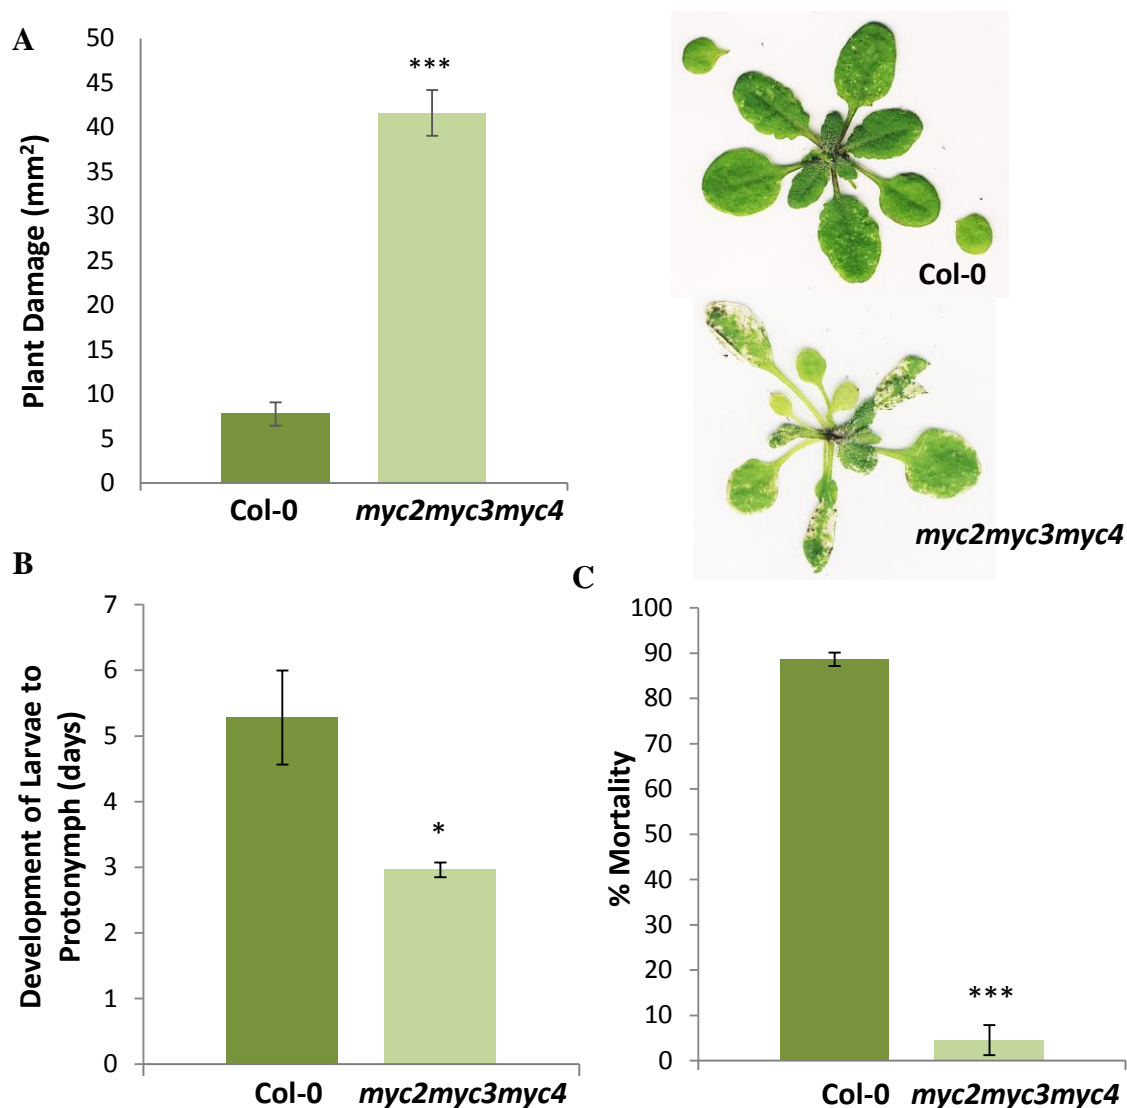 A
50
45
40
35
30
25
20
15
10
5
0
Plant Damage (mm²)
***
Col-0 myc2myc3myc4
Col-0
myc2myc3myc4
B
7
6
5
4
3
2
1
0
Development of Larvae to
Protonymph (days)
*
Col-0 myc2myc3myc4
C
100
90
80
70
60
50
40
30
20
10
0
% Mortality
***
Col-0 myc2myc3myc4